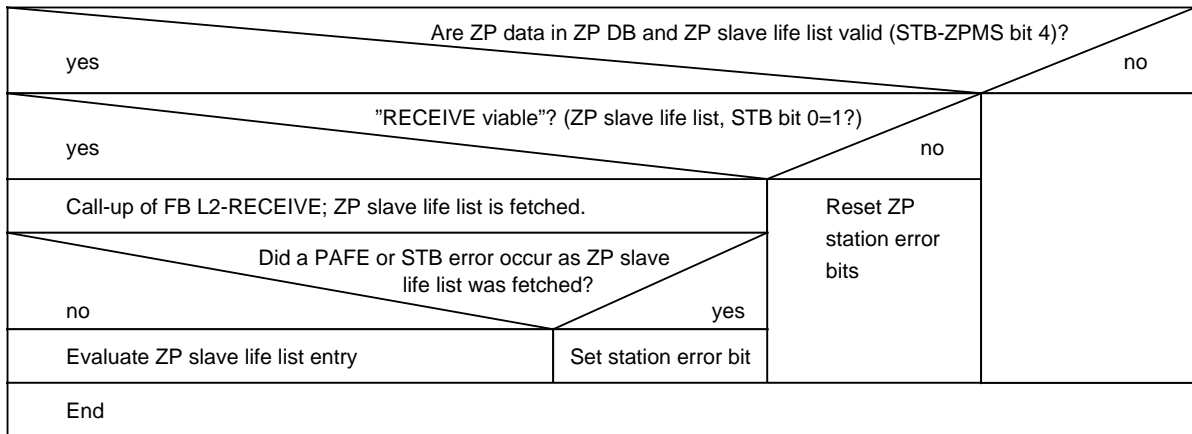 Are ZP data in ZP DB and ZP slave life list valid (STB-ZPMS bit 4)?
yes
no
”RECEIVE viable”? (ZP slave life list, STB bit 0=1?)
yes
no
Call-up of FB L2-RECEIVE; ZP slave life list is fetched.
Reset ZP
station error
bits
Did a PAFE or STB error occur as ZP slave
life list was fetched?
no
yes
Evaluate ZP slave life list entry
Set station error bit
End